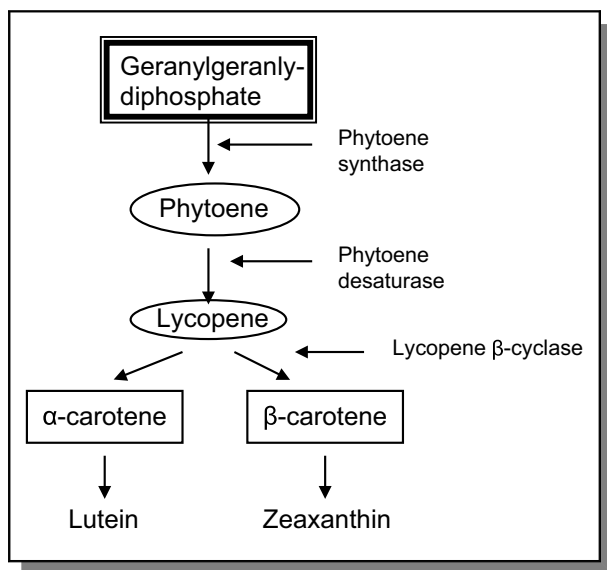 Geranylgeranly-
diphosphate
Phytoene
synthase
Phytoene
Phytoene
desaturase
Lycopene
Lycopene β-cyclase
α-carotene
β-carotene
Lutein
Zeaxanthin